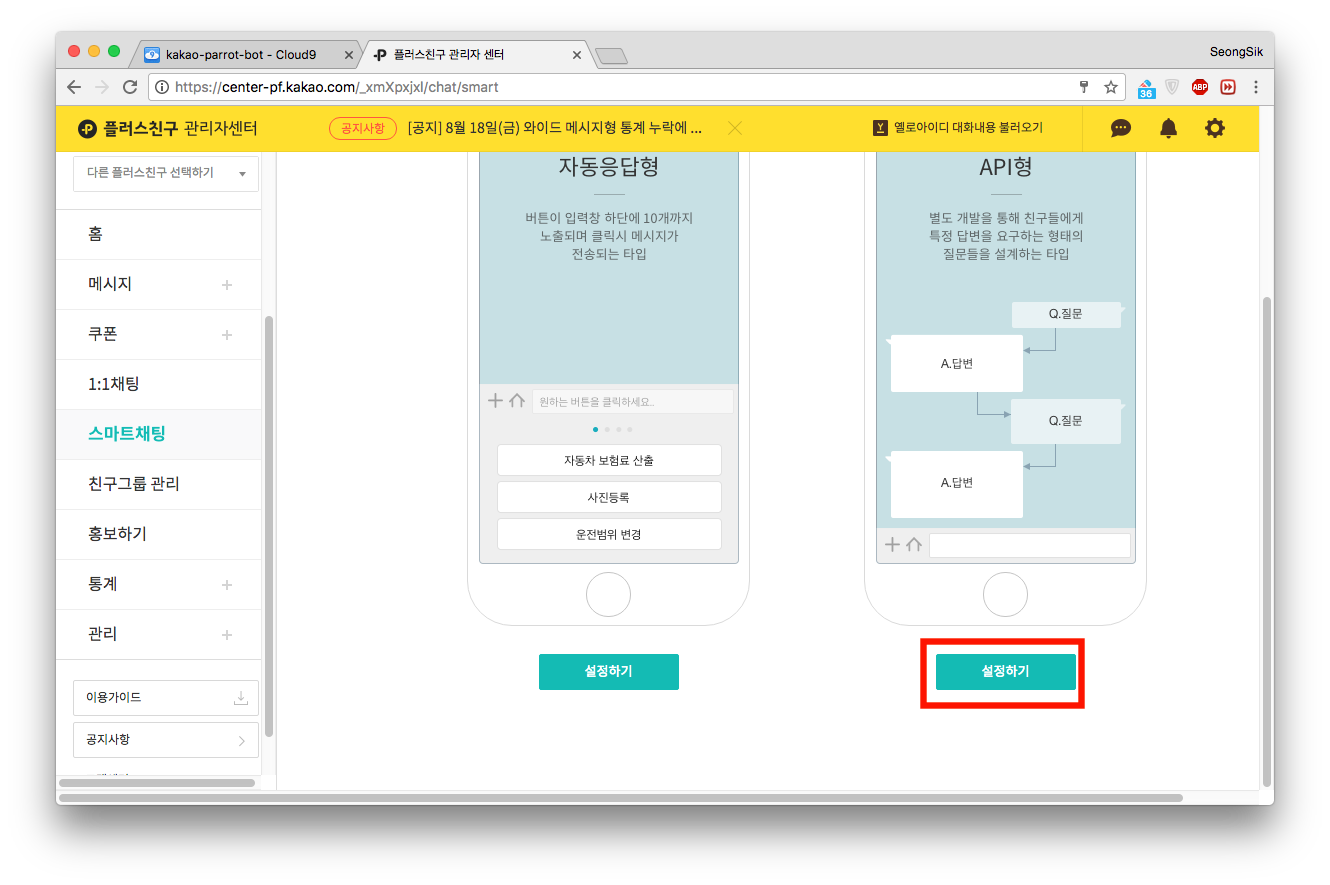 kakao-parrot-bot - Cloud9
플러스친구 관리자 센터
SeongSik
https://center-pf.kakao.com/_xmXpxjxl/chat/smart
36
ABP
플러스친구 관리자센터
공지사항
[공지] 8월 18일(금) 와이드 메시지형 통계 누락에 ...
옐로아이디 대화내용 불러오기
다른 플러스친구 선택하기
홈
메시지
쿠폰
1:1채팅
스마트채팅
친구그룹 관리
홍보하기
통계
관리
이용가이드
공지사항
자동응답형
버튼이 입력창 하단에 10개까지
노출되며 클릭시 메시지가
전송되는 타입
원하는 버튼을 클릭하세요..
자동차 보험료 산출
사진등록
운전범위 변경
설정하기
API형
별도 개발을 통해 친구들에게
특정 답변을 요구하는 형태의
질문들을 설계하는 타입
Q.질문
A.답변
Q.질문
A.답변
설정하기